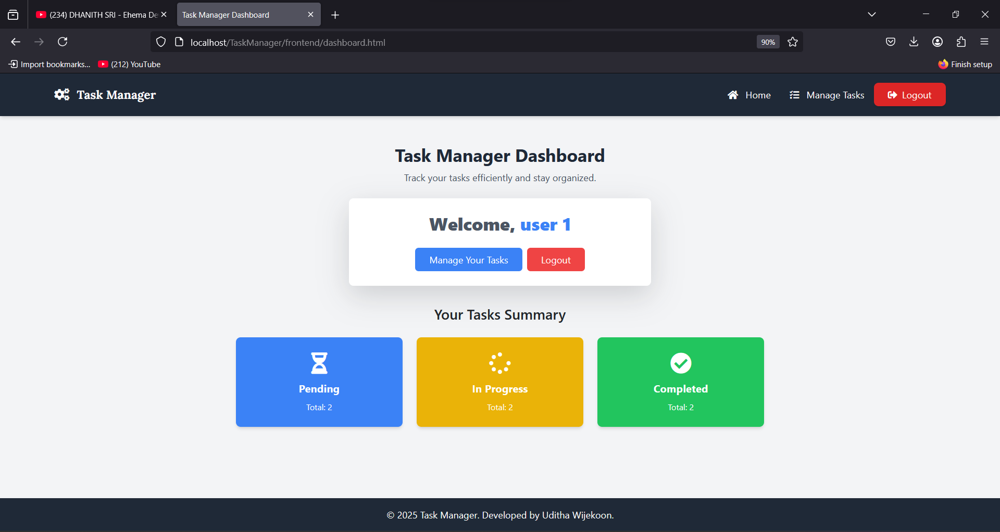 (234) DHANITH SRI - Ehema De
Task Manager Dashboard
localhost/TaskManager/frontend/dashboard.html
90%
Import bookmarks...
(212) YouTube
Finish setup
Task Manager
Home
Manage Tasks
Logout
Task Manager Dashboard
Track your tasks efficiently and stay organized.
Welcome, user 1
Manage Your Tasks
Logout
Your Tasks Summary
Pending
Total: 2
In Progress
Total: 2
Completed
Total: 2
© 2025 Task Manager. Developed by Uditha Wijekoon.